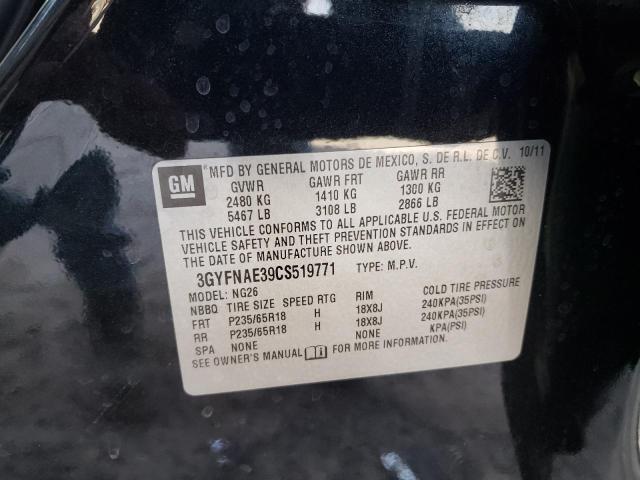 GM
MFD BY GENERAL MOTORS DE MEXICO, S. DE R.L. DE C.V. 10/11
GVWR GAWR FRT GAWR RR
2480 KG 1410 KG 1300 KG
5467 LB 3108 LB 2866 LB
THIS VEHICLE CONFORMS TO ALL APPLICABLE U.S. FEDERAL MOTOR
VEHICLE SAFETY AND THEFT PREVENTION STANDARDS IN EFFECT ON
THE DATE OF MANUFACTURE SHOWN ABOVE.
3GYFNAE39CS519771 TYPE: M.P.V.
MODEL: NG26
NBBQ TIRE SIZE SPEED RTG RIM COLD TIRE PRESSURE
FRT P235/65R18 H 18X8J 240KPA(35PSI)
RR P235/65R18 H 18X8J 240KPA(35PSI)
SPA NONE NONE KPA(PSI)
SEE OWNER'S MANUAL FOR MORE INFORMATION.